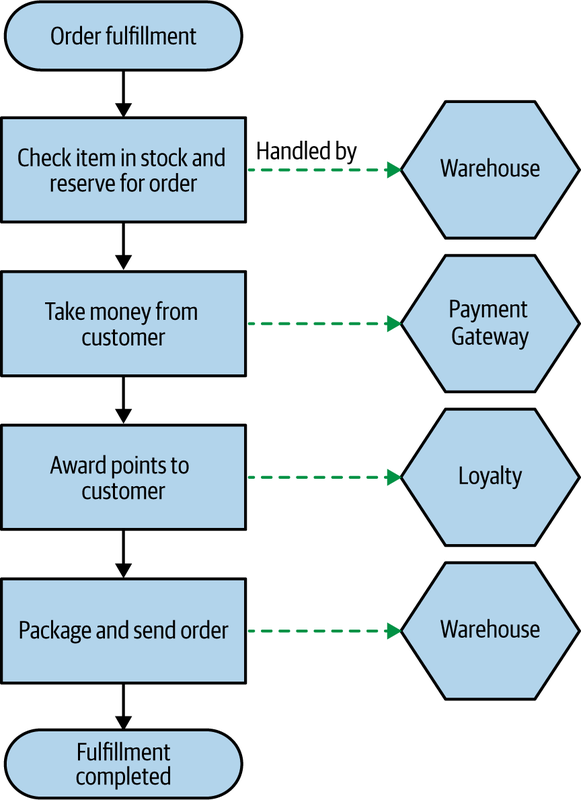 Order fulfillment
Check item in stock and
reserve for order
Handled by
Warehouse
Take money from
customer
Payment
Gateway
Award points to
customer
Loyalty
Package and send order
Warehouse
Fulfillment
completed